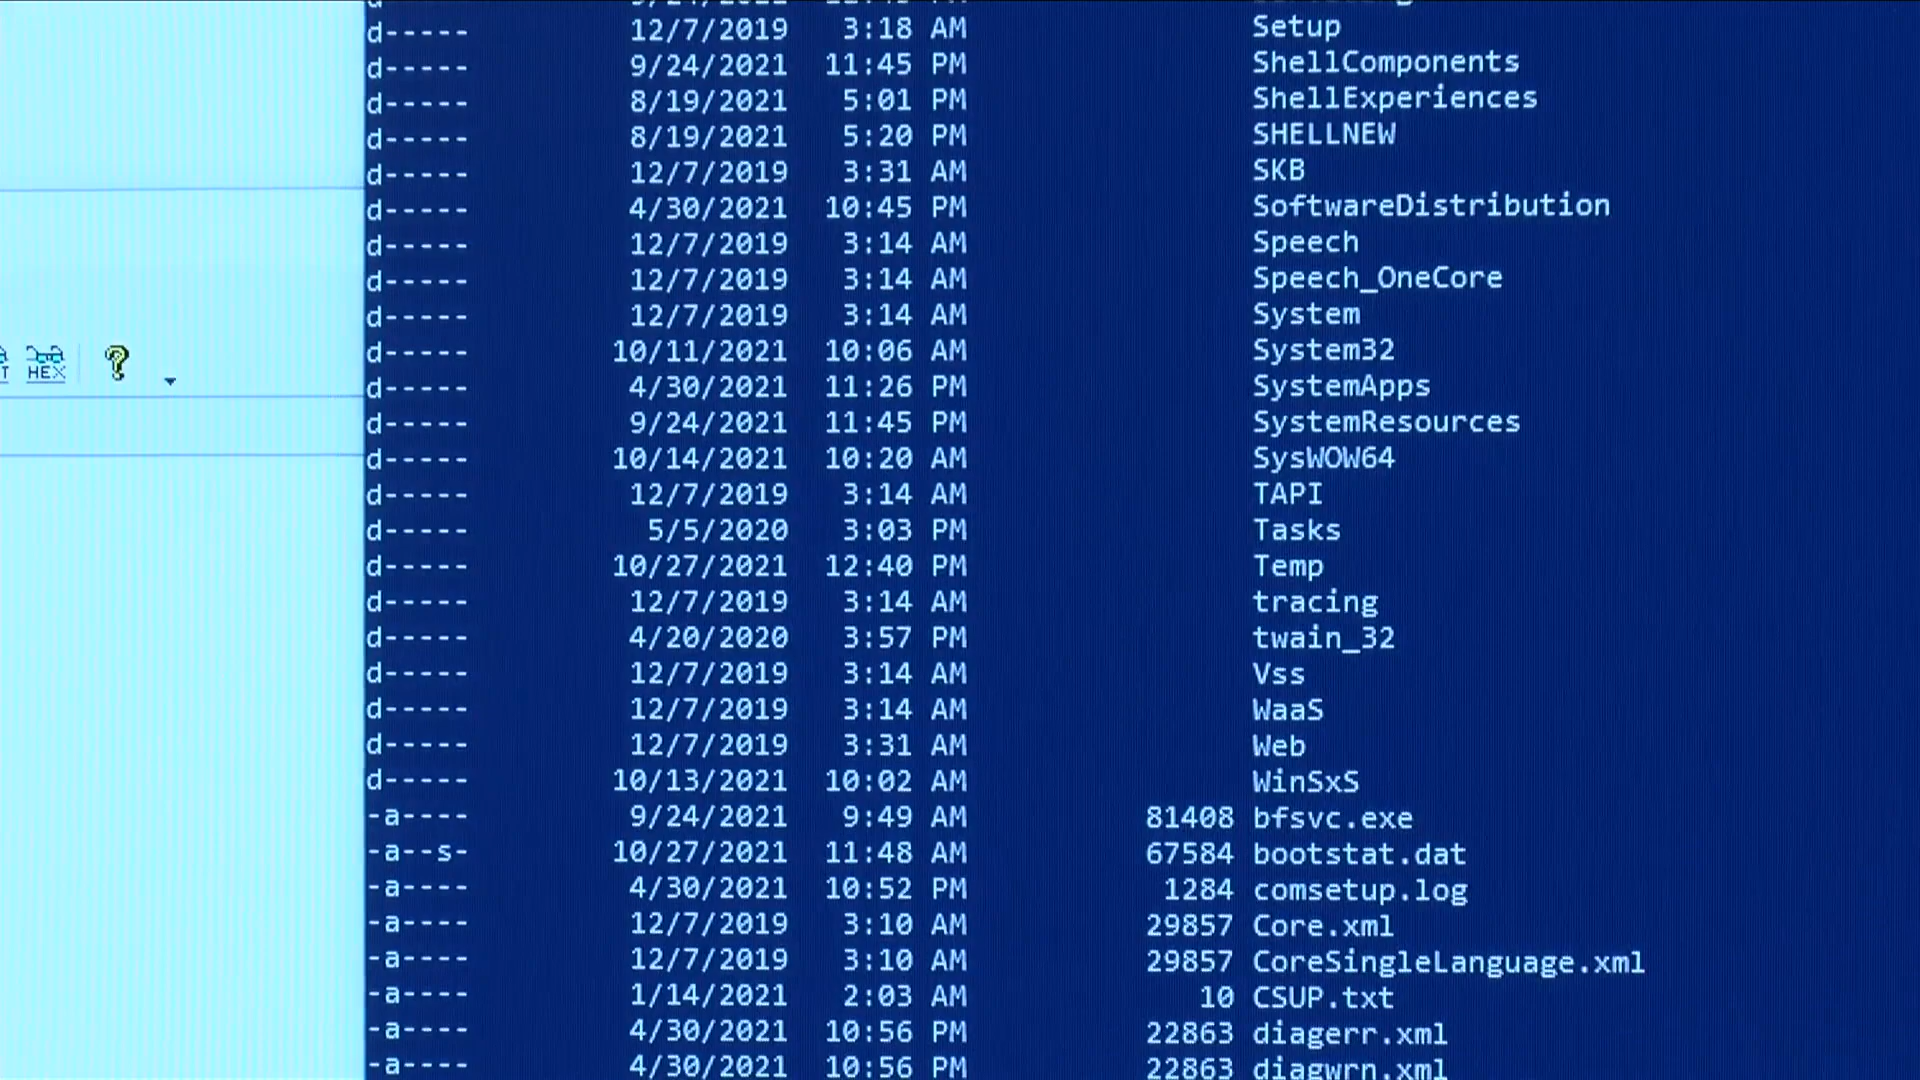 d----- 12/7/2019 3:18 AM Setup
d----- 9/24/2021 11:45 PM ShellComponents
d----- 8/19/2021 5:01 PM ShellExperiences
d----- 8/19/2021 5:20 PM SHELLNEW
d----- 12/7/2019 3:31 AM SKB
d----- 4/30/2021 10:45 PM SoftwareDistribution
d----- 12/7/2019 3:14 AM Speech
d----- 12/7/2019 3:14 AM Speech_OneCore
d----- 12/7/2019 3:14 AM System
HEX ? d----- 10/11/2021 10:06 AM System32
d----- 4/30/2021 11:26 PM SystemApps
d----- 9/24/2021 11:45 PM SystemResources
d----- 10/14/2021 10:20 AM SysWOW64
d----- 12/7/2019 3:14 AM TAPI
d----- 5/5/2020 3:03 PM Tasks
d----- 10/27/2021 12:40 PM Temp
d----- 12/7/2019 3:14 AM tracing
d----- 4/20/2020 3:57 PM twain_32
d----- 12/7/2019 3:14 AM Vss
d----- 12/7/2019 3:14 AM WaaS
d----- 12/7/2019 3:31 AM Web
d----- 10/13/2021 10:02 AM WinSxS
-a---- 9/24/2021 9:49 AM 81408 bfsvc.exe
-a--s- 10/27/2021 11:48 AM 67584 bootstat.dat
-a---- 4/30/2021 10:52 PM 1284 comsetup.log
-a---- 12/7/2019 3:10 AM 29857 Core.xml
-a---- 12/7/2019 3:10 AM 29857 CoreSingleLanguage.xml
-a---- 1/14/2021 2:03 AM 10 CSUP.txt
-a---- 4/30/2021 10:56 PM 22863 diagerr.xml
-a---- 4/30/2021 10:56 PM 22863 diagwrn.xml